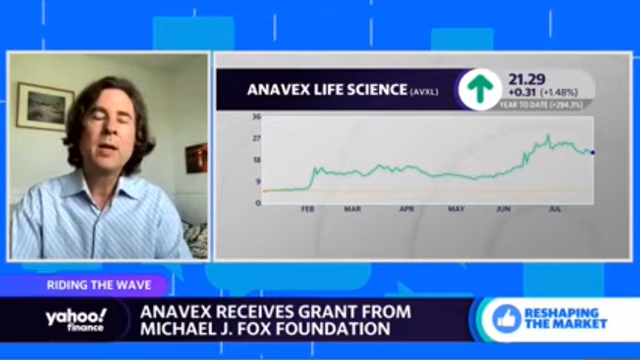 ANAVEX LIFE SCIENCE (AVXL)
21.29
+0.31 (+1.48%)
YEAR TO DATE (+294.3%)
36
27
18
9
0
FEB MAR APR MAY JUN JUL
RIDING THE WAVE
yahoo!
finance
ANAVEX RECEIVES GRANT FROM
MICHAEL J. FOX FOUNDATION
RESHAPING
THE MARKET